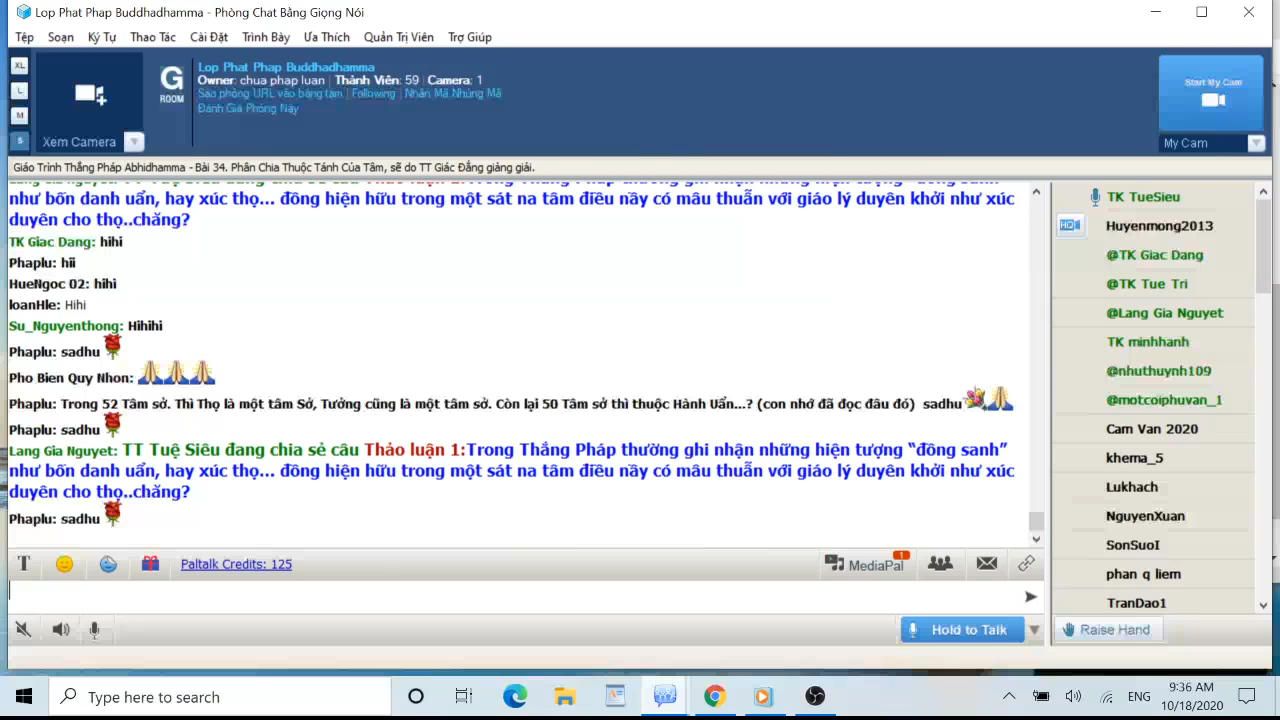 Lop Phat Phap Buddhadhamma - Phòng Chat Bằng Giọng Nói
Tệp Soạn Ký Tự Thao Tác Cài Đặt Trình Bày Ưa Thích Quản Trị Viên Trợ Giúp
XL
L
M
S
Xem Camera
G
ROOM
Lop Phat Phap Buddhadhamma
Owner: chua phap luan | Thành Viên: 59 | Camera: 1
Sao phòng URL vào bảng tạm | Following | Nhận Mã Nhúng Mã
Đánh Giá Phòng Này
Start My Cam
My Cam
Giáo Trình Thắng Pháp Abhidhamma - Bài 34. Phân Chia Thuộc Tánh Của Tâm, sẽ do TT Giác Đẳng giảng giải.
như bốn danh uẩn, hay xúc thọ... đồng hiện hữu trong một sát na tâm điều nầy có mâu thuẫn với giáo lý duyên khởi như xúc
duyên cho thọ..chăng?
TK Giac Dang: hihi
Phaplu: hii
HueNgoc 02: hihi
loanHle: Hihi
Su_Nguyenthong: Hihihi
Phaplu: sadhu
Pho Bien Quy Nhon:
Phaplu: Trong 52 Tâm sở. Thì Thọ là một tâm Sở, Tưởng cũng là một tâm sở. Còn lại 50 Tâm sở thì thuộc Hành Uẩn...? (con nhớ đã đọc đâu đó) sadhu
Phaplu: sadhu
Lang Gia Nguyet: TT Tuệ Siêu đang chia sẻ câu Thảo luận 1:Trong Thắng Pháp thường ghi nhận những hiện tượng “đồng sanh”
như bốn danh uẩn, hay xúc thọ... đồng hiện hữu trong một sát na tâm điều nầy có mâu thuẫn với giáo lý duyên khởi như xúc
duyên cho thọ..chăng?
Phaplu: sadhu
TK TueSieu
Huyenmong2013
@TK Giac Dang
@TK Tue Tri
@Lang Gia Nguyet
TK minhhanh
@nhuthuynh109
@motcoiphuvan_1
Cam Van 2020
khema_5
Lukhach
NguyenXuan
SonSuoI
phan q liem
TranDao1
T Paltalk Credits: 125 MediaPal 1
Hold to Talk
Raise Hand
Type here to search
ENG
9:36 AM
10/18/2020